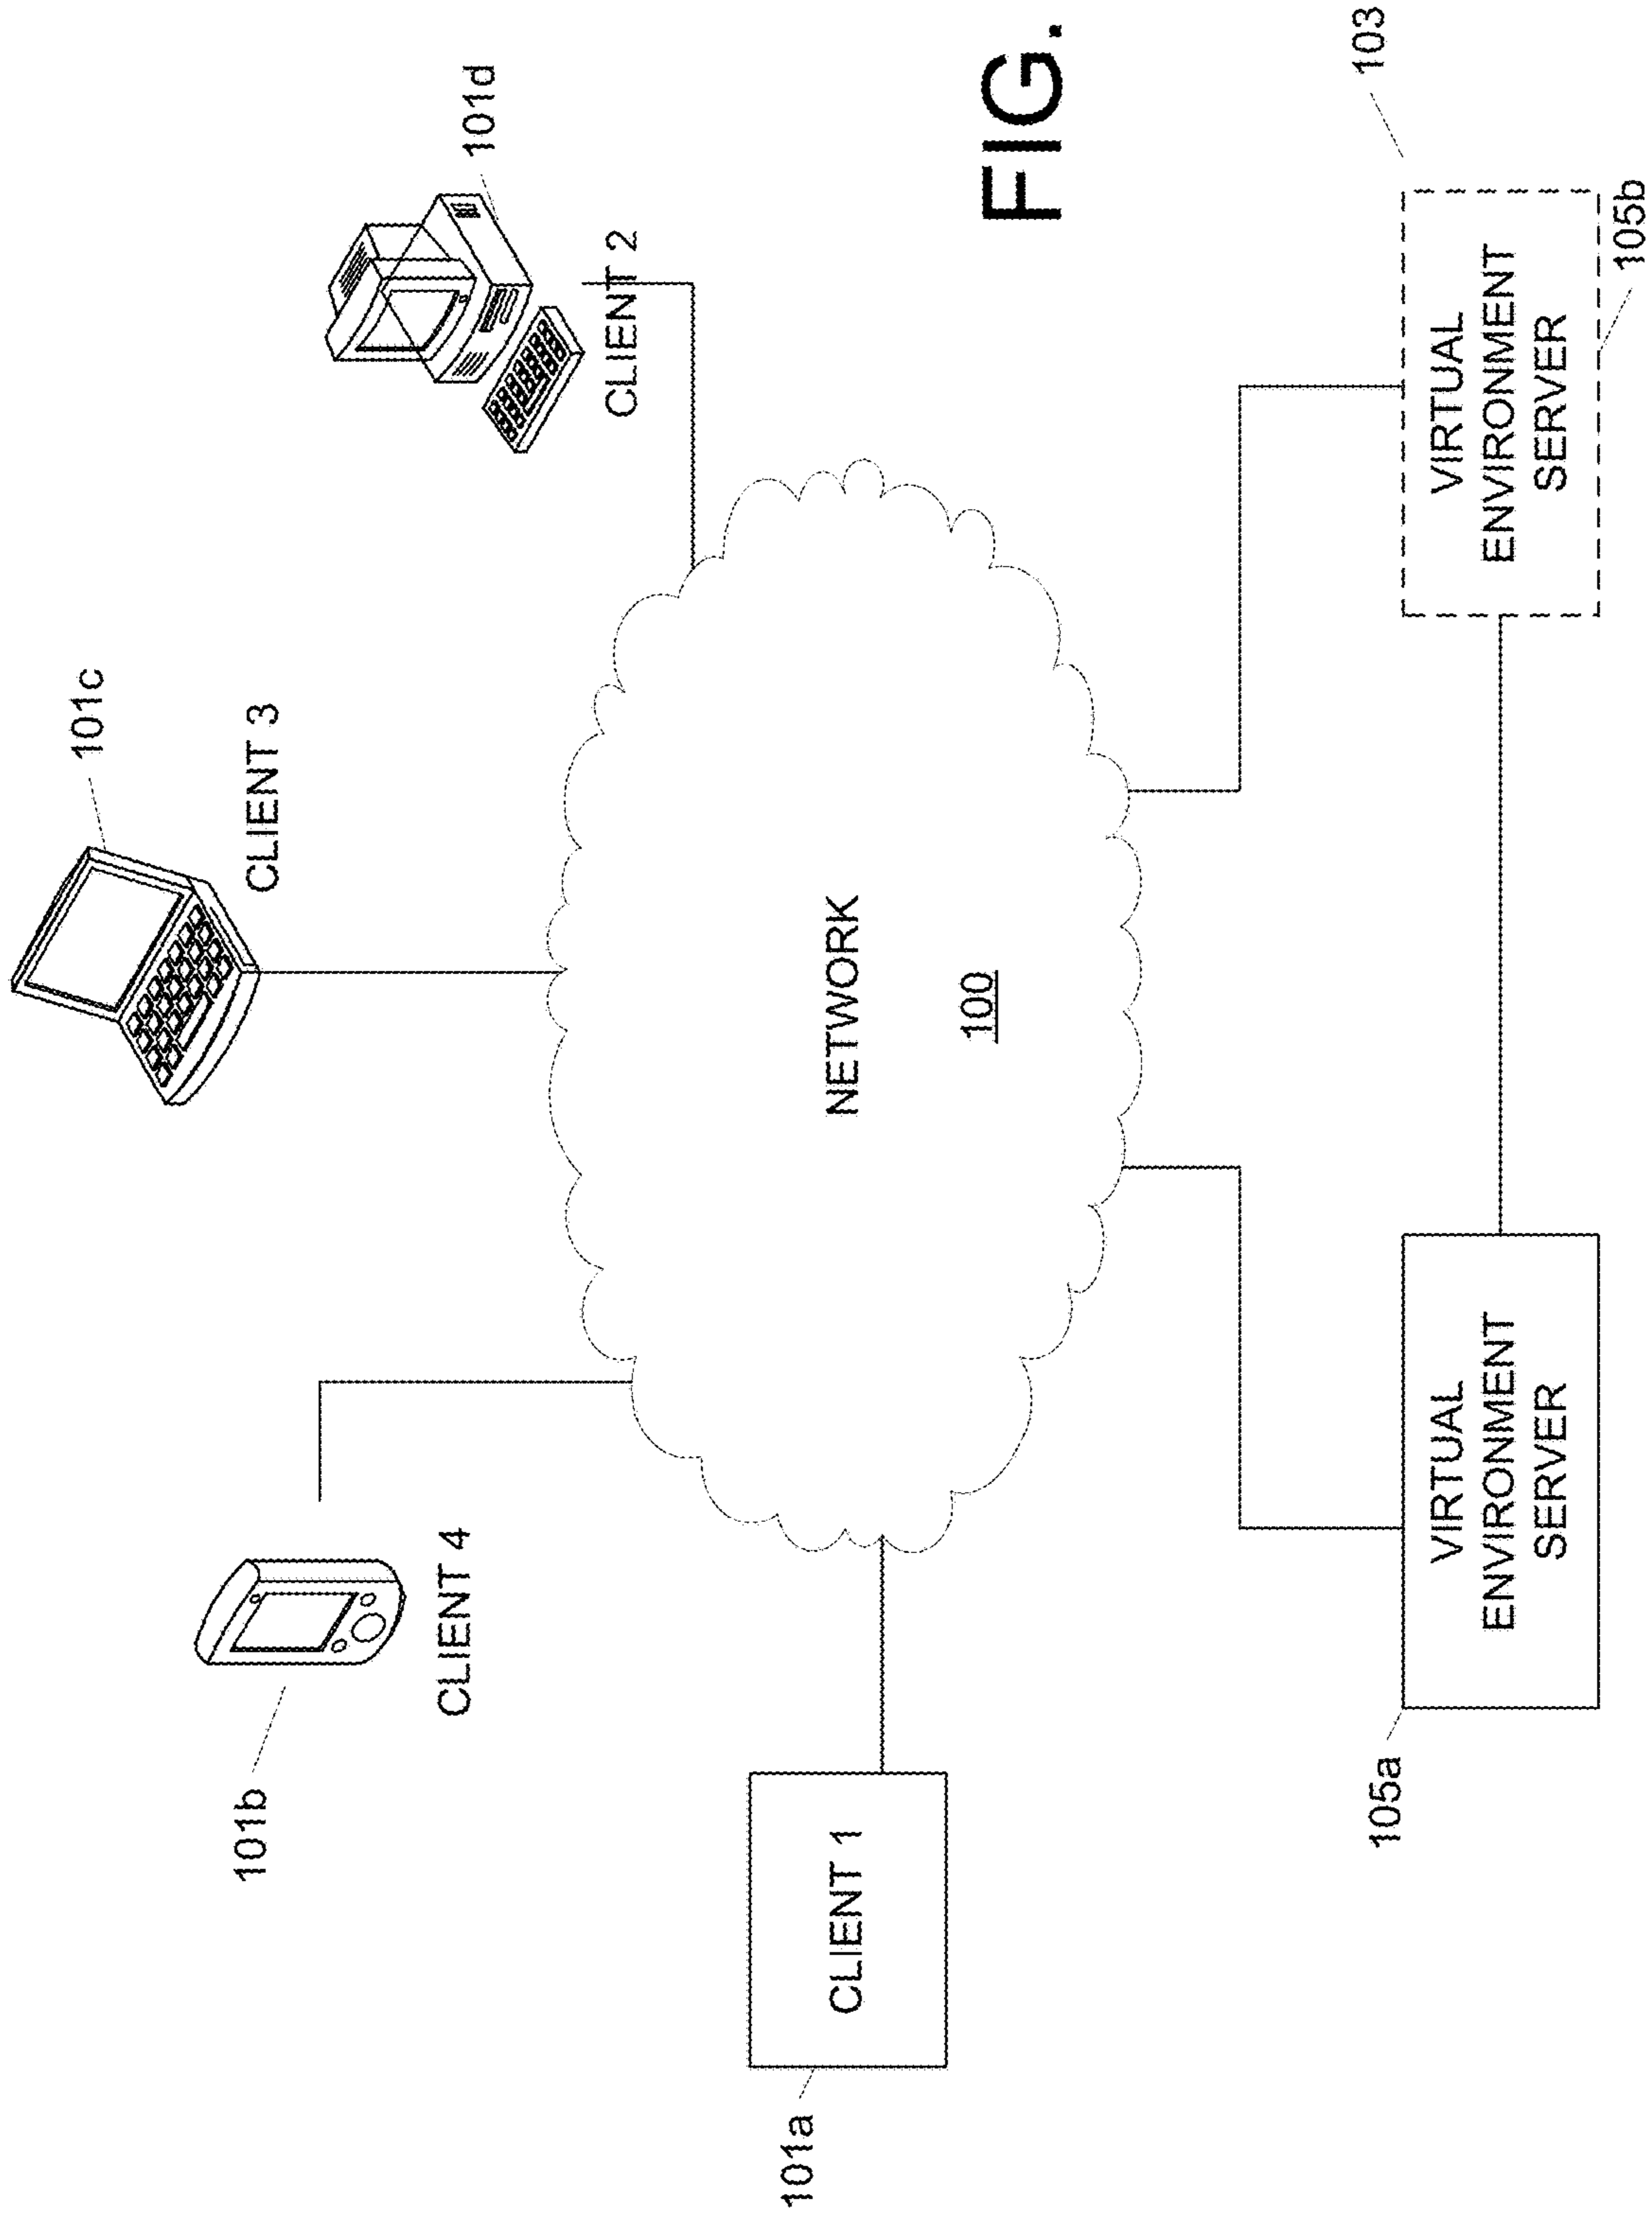 101c
CLIENT 3
101b
CLIENT 4
101d
CLIENT 2
NETWORK
100
101a
CLIENT 1
FIG.
103
105a
VIRTUAL
ENVIRONMENT
SERVER
VIRTUAL
ENVIRONMENT
SERVER
105b